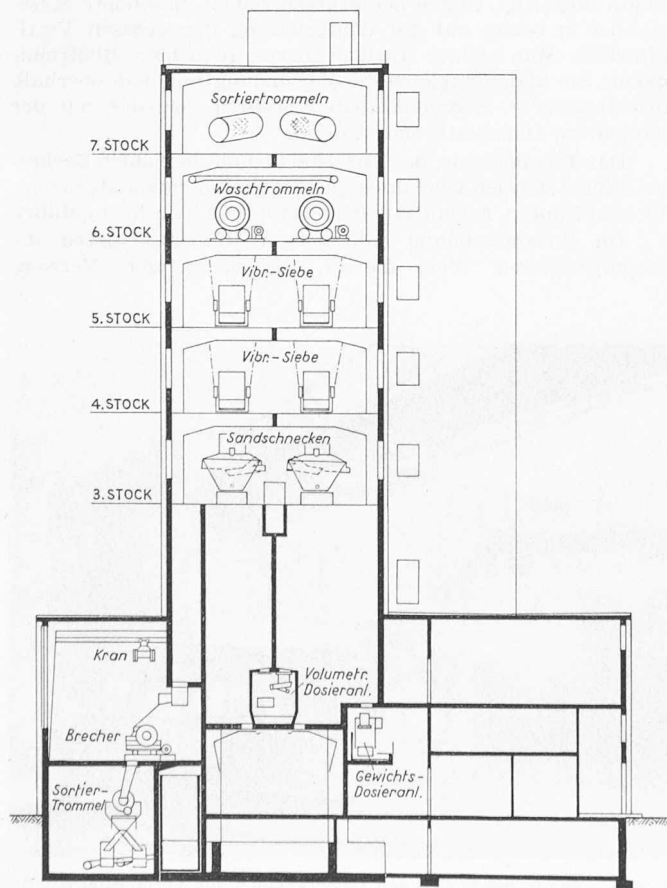 Sortiertrommeln
7. STOCK
Waschtrommeln
6. STOCK
Vibr.-Siebe
5. STOCK
Vibr.-Siebe
4. STOCK
Sandschnecken
3. STOCK
Kran
Volumetr.
Dosieranl.
Brecher
Gewichts-
Dosieranl.
Sortier-
Trommel